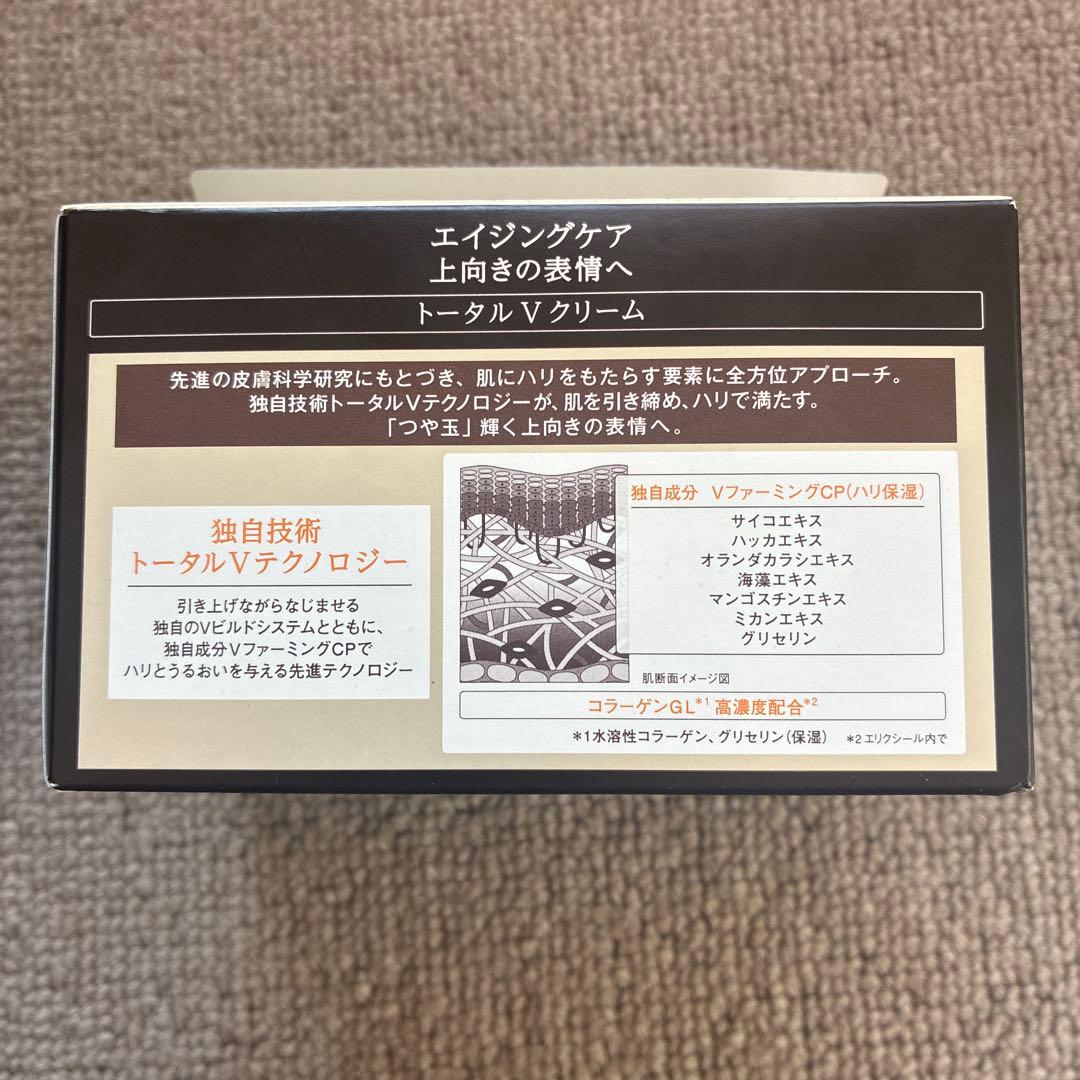 エイジングケア
上向きの表情へ
トータル V クリーム
先進の皮膚科学研究にもとづき、肌にハリをもたらす要素に全方位アプローチ。
独自技術トータルVテクノロジーが、肌を引き締め、ハリで満たす。
「つや玉」輝く上向きの表情へ。
独自技術
トータルVテクノロジー
引き上げながらなじませる
独自のVビルドシステムとともに、
独自成分VファーミングCPで
ハリとうるおいを与える先進テクノロジー
独自成分 VファーミングCP(ハリ保湿)
サイコエキス
ハッカエキス
オランダカラシエキス
海藻エキス
マンゴスチンエキス
ミカンエキス
グリセリン
肌断面イメージ図
コラーゲンGL*1 高濃度配合*2
*1水溶性コラーゲン、グリセリン(保湿) *2 エリクシール内で